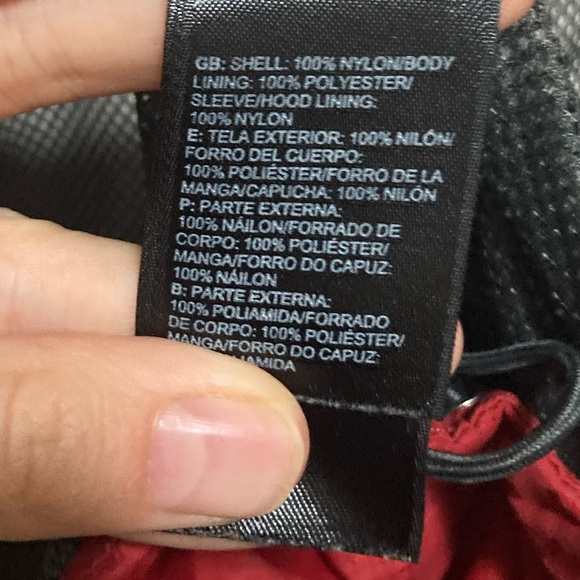 GB: SHELL: 100% NYLON/BODY
LINING: 100% POLYESTER/
SLEEVE/HOOD LINING:
100% NYLON
E: TELA EXTERIOR: 100% NILÓN/
FORRO DEL CUERPO:
100% POLIÉSTER/FORRO DE LA
MANGA/CAPUCHA: 100% NILÓN
P: PARTE EXTERNA:
100% NÁILON/FORRADO DE
CORPO: 100% POLIÉSTER/
MANGA/FORRO DO CAPUZ:
100% NÁILON
B: PARTE EXTERNA:
100% POLIAMIDA/FORRADO
DE CORPO: 100% POLIÉSTER/
MANGA/FORRO DO CAPUZ: